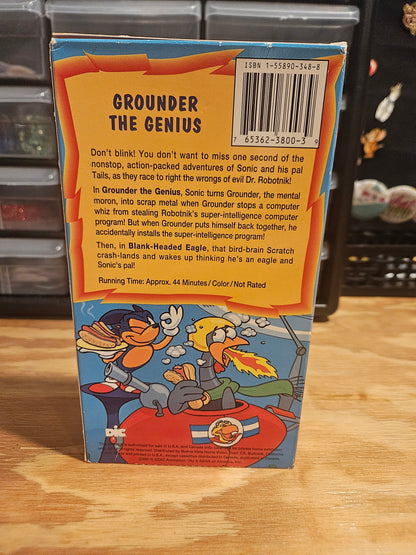 ISBN 1-55890-348-8
7 65362-3800-3 9
GROUNDER
THE GENIUS
Don't blink! You don't want to miss one second of the
nonstop, action-packed adventures of Sonic and his pal
Tails, as they race to right the wrongs of evil Dr. Robotnik!
In Grounder the Genius, Sonic turns Grounder, the mental
moron, into scrap metal when Grounder stops a computer
whiz from stealing Robotnik's super-intelligence computer
program! But when Grounder puts himself back together, he
accidentally installs the super-intelligence program!
Then, in Blank-Headed Eagle, that bird-brain Scratch
crash-lands and wakes up thinking he's an eagle and
Sonic's pal!
Running Time: Approx. 44 Minutes / Color / Not Rated
DIC